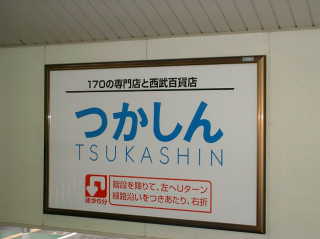 170の専門店と西武百貨店
つかしん
TSUKASHIN
階段を降りて、左へUターン
線路沿いをつきあたり、右折
徒歩6分